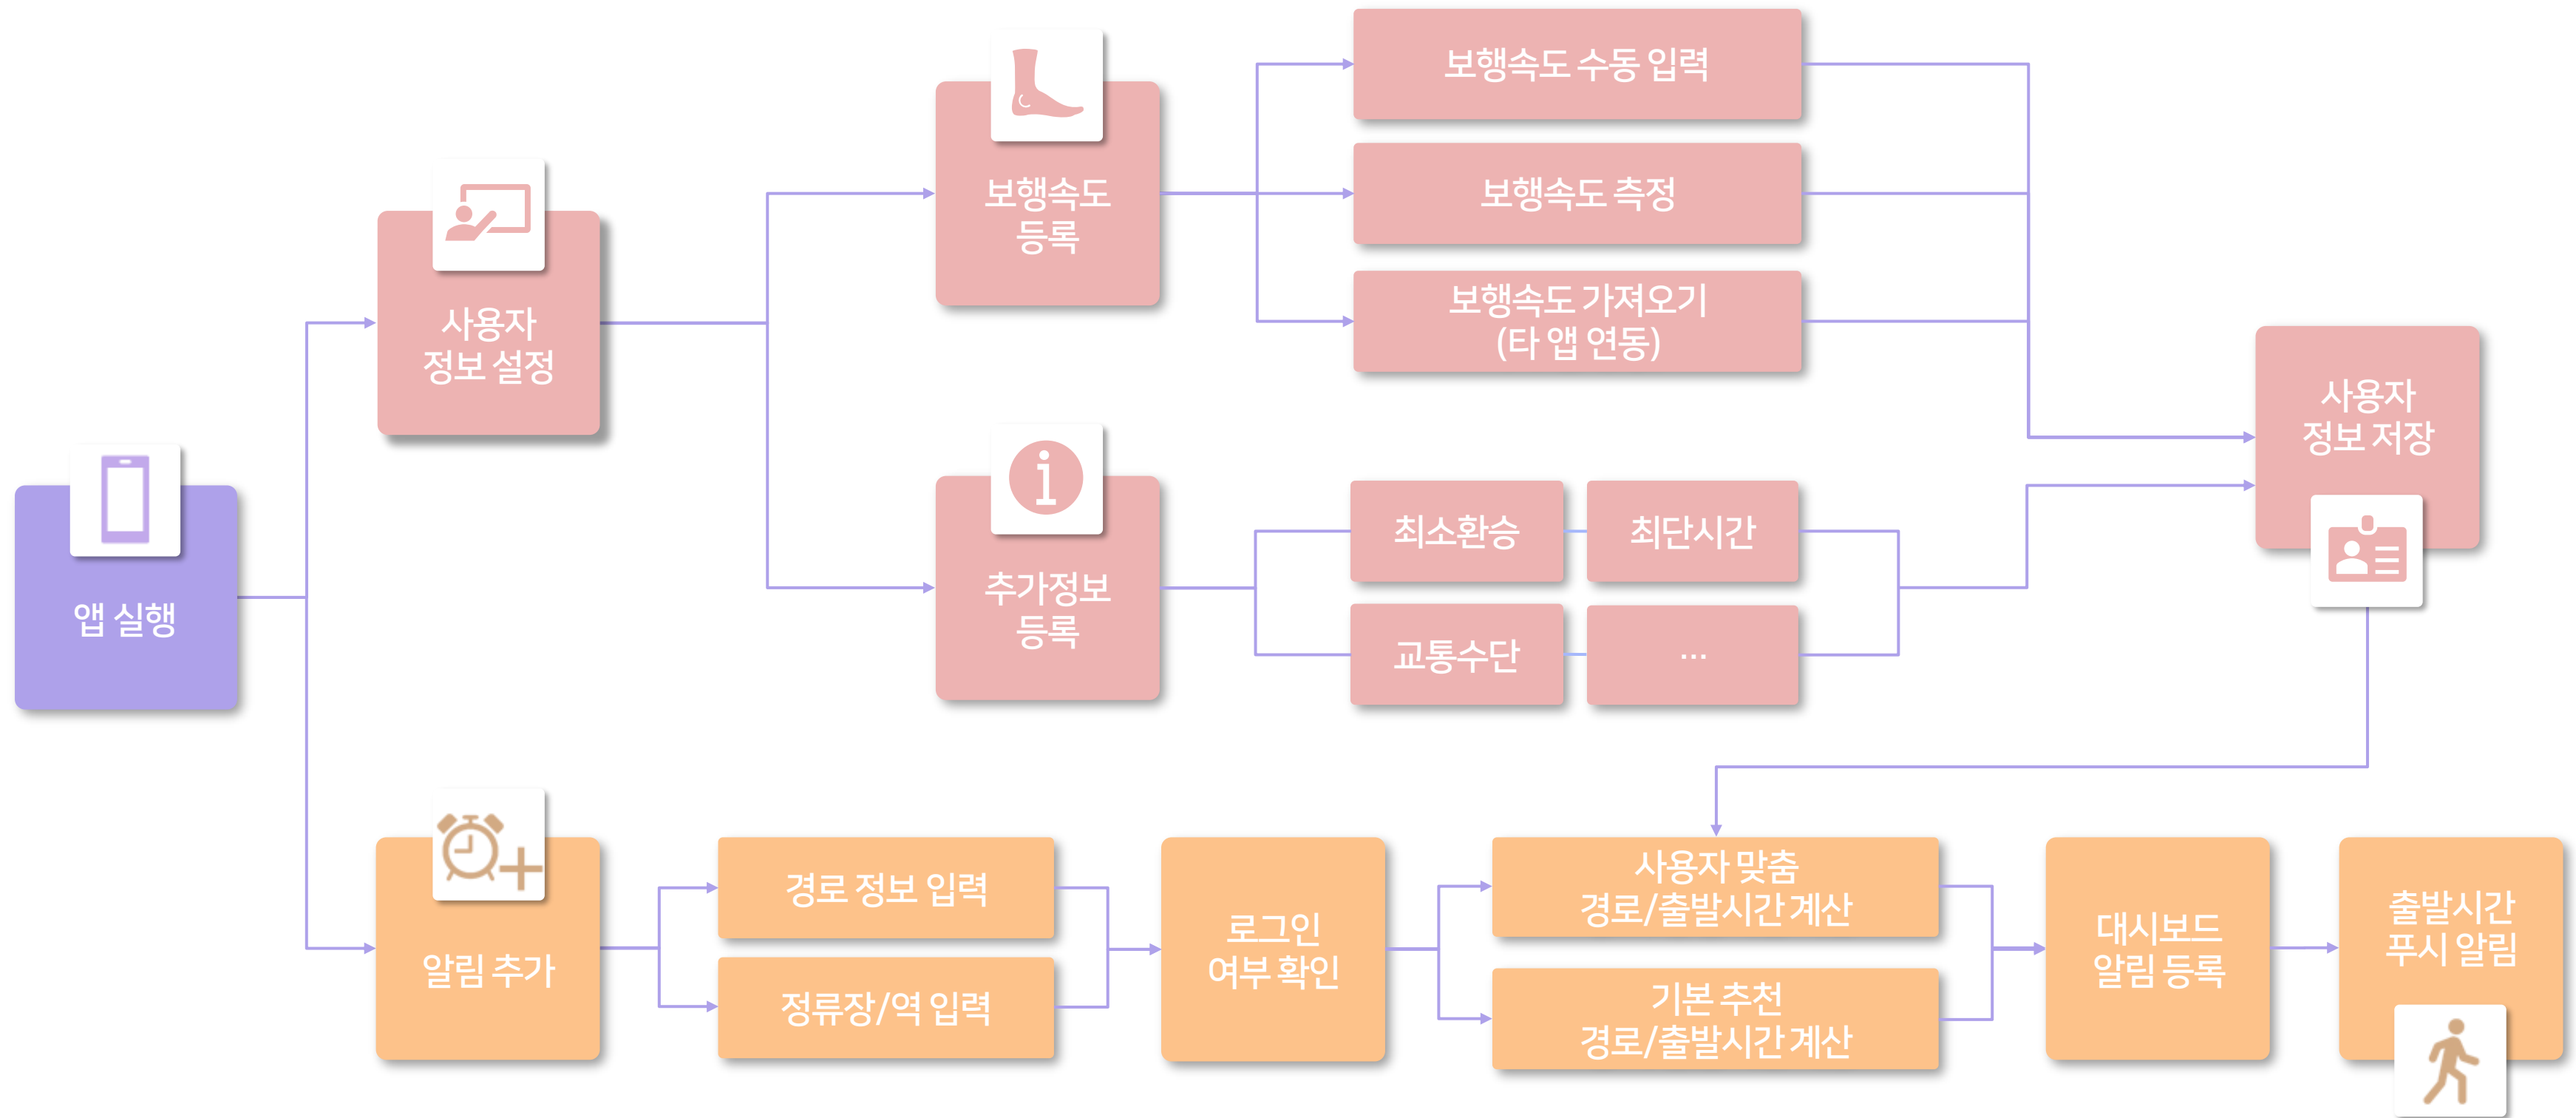 보행속도 수동 입력
보행속도
등록
보행속도 측정
보행속도 가져오기
(타 앱 연동)
사용자
정보 설정
사용자
정보 저장
앱 실행
추가정보
등록
최소환승
최단시간
교통수단
...
알림 추가
경로 정보 입력
정류장/역 입력
로그인
여부 확인
사용자 맞춤
경로/출발시간 계산
기본 추천
경로/출발시간 계산
대시보드
알림 등록
출발시간
푸시 알림